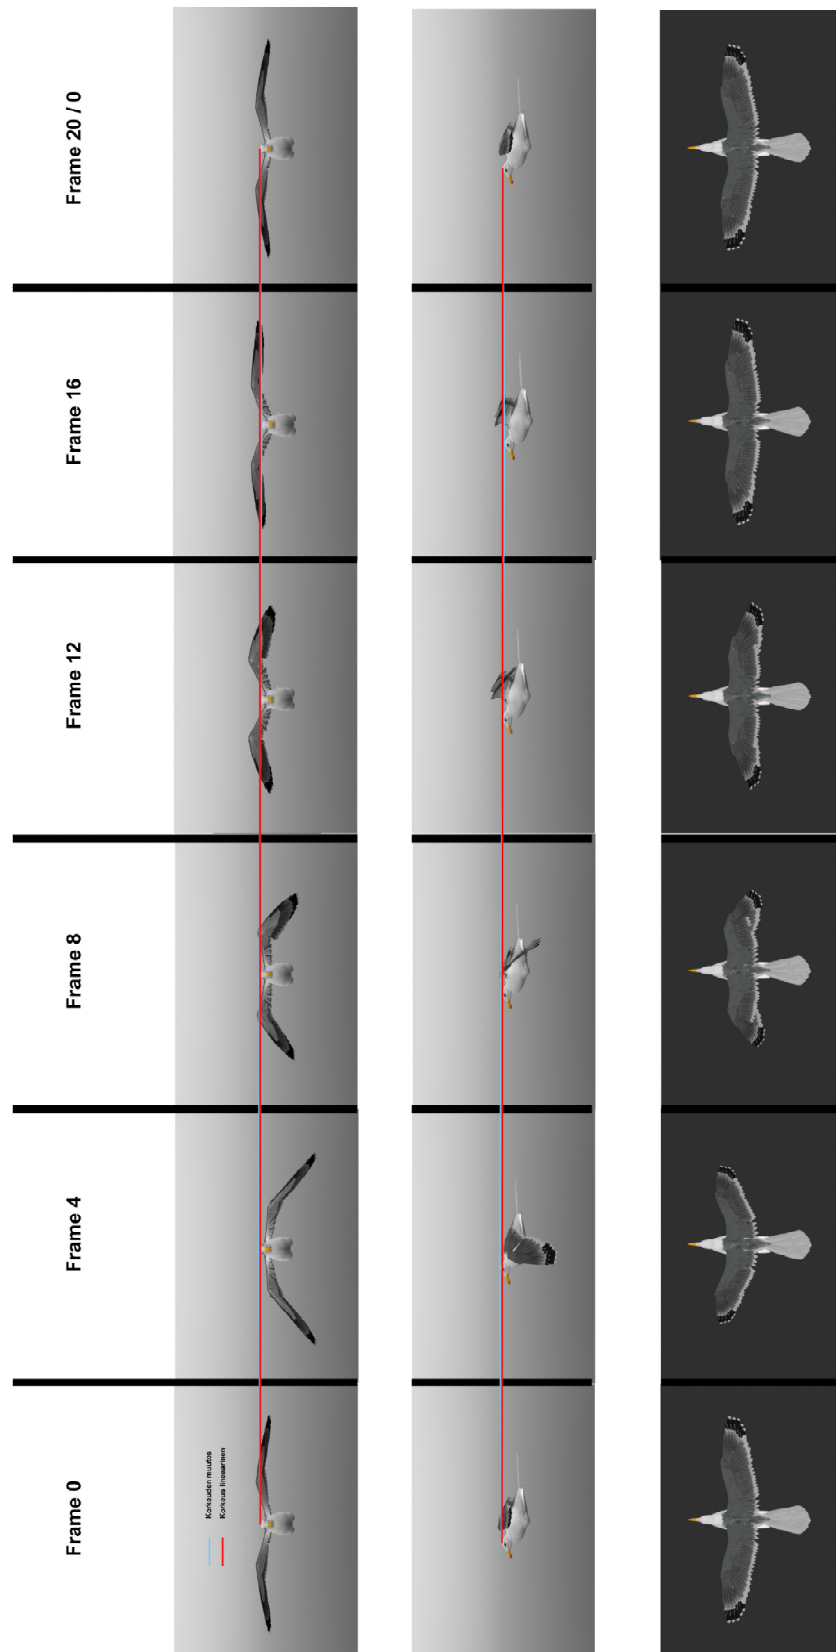 Frame 0
Frame 4
Frame 8
Frame 12
Frame 16
Frame 20 / 0
Korkeuden muutos
Korkeus lineaarinen